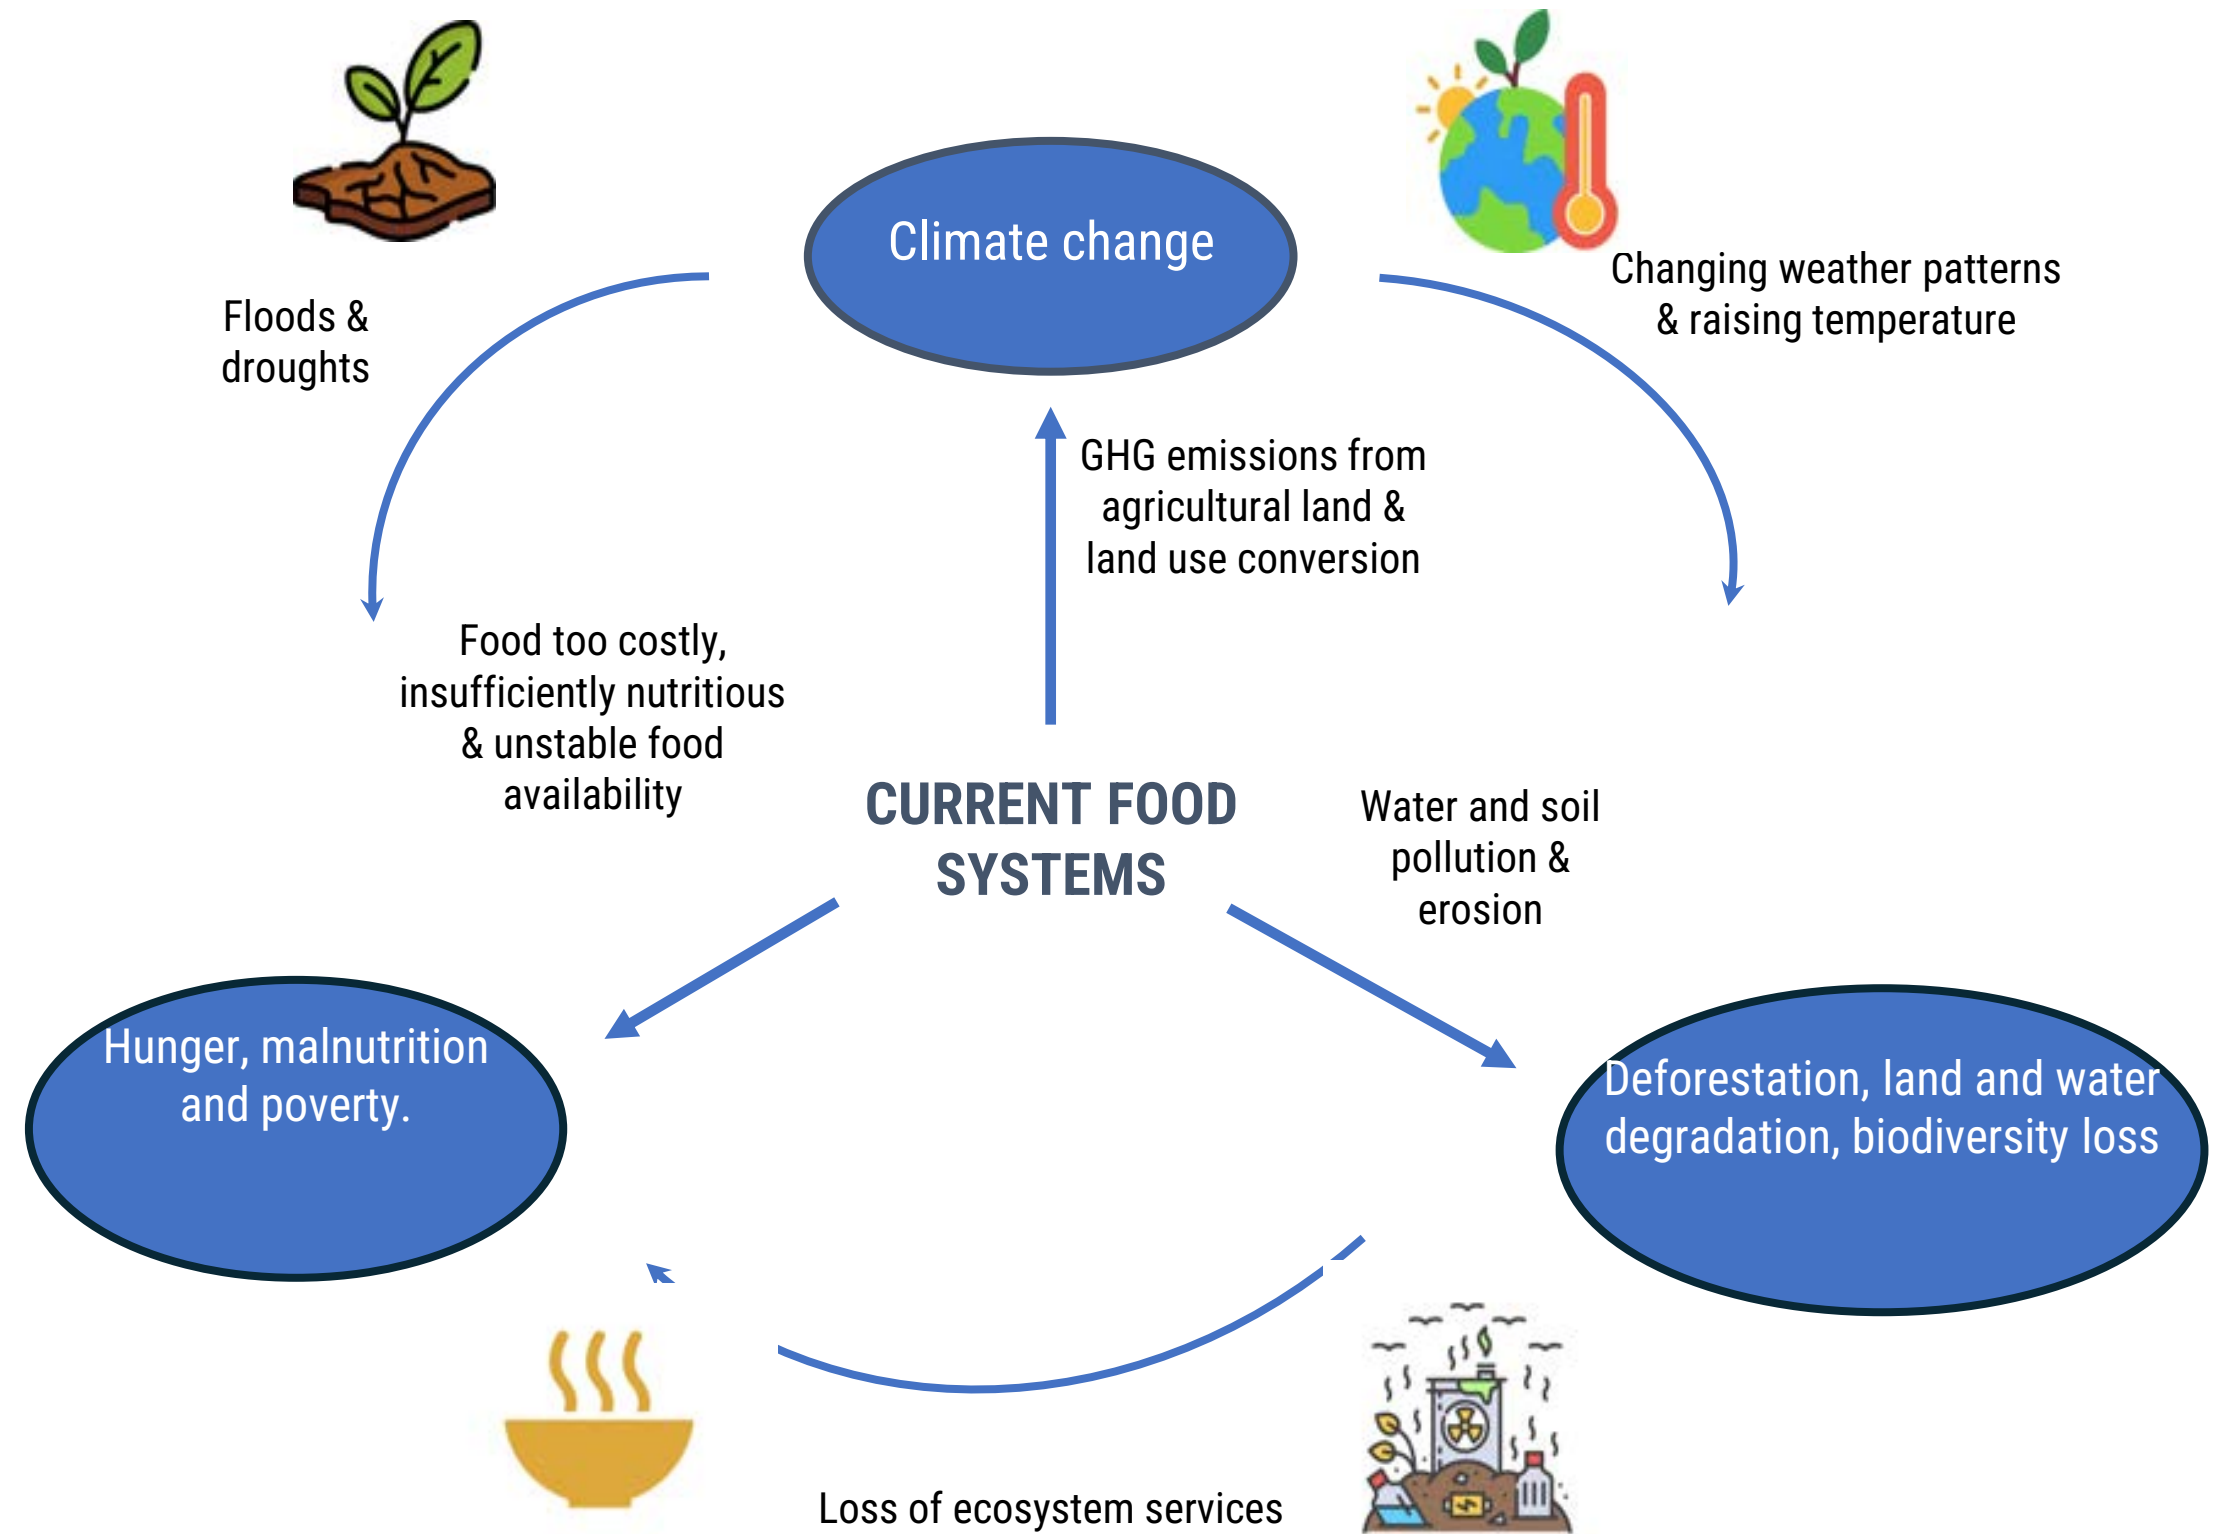 Climate change
Changing weather patterns
& raising temperature
Floods &
droughts
GHG emissions from
agricultural land &
land use conversion
Food too costly,
insufficiently nutritious
& unstable food
availability
CURRENT FOOD
SYSTEMS
Water and soil
pollution &
erosion
Hunger, malnutrition
and poverty.
Deforestation, land and water
degradation, biodiversity loss
Loss of ecosystem services